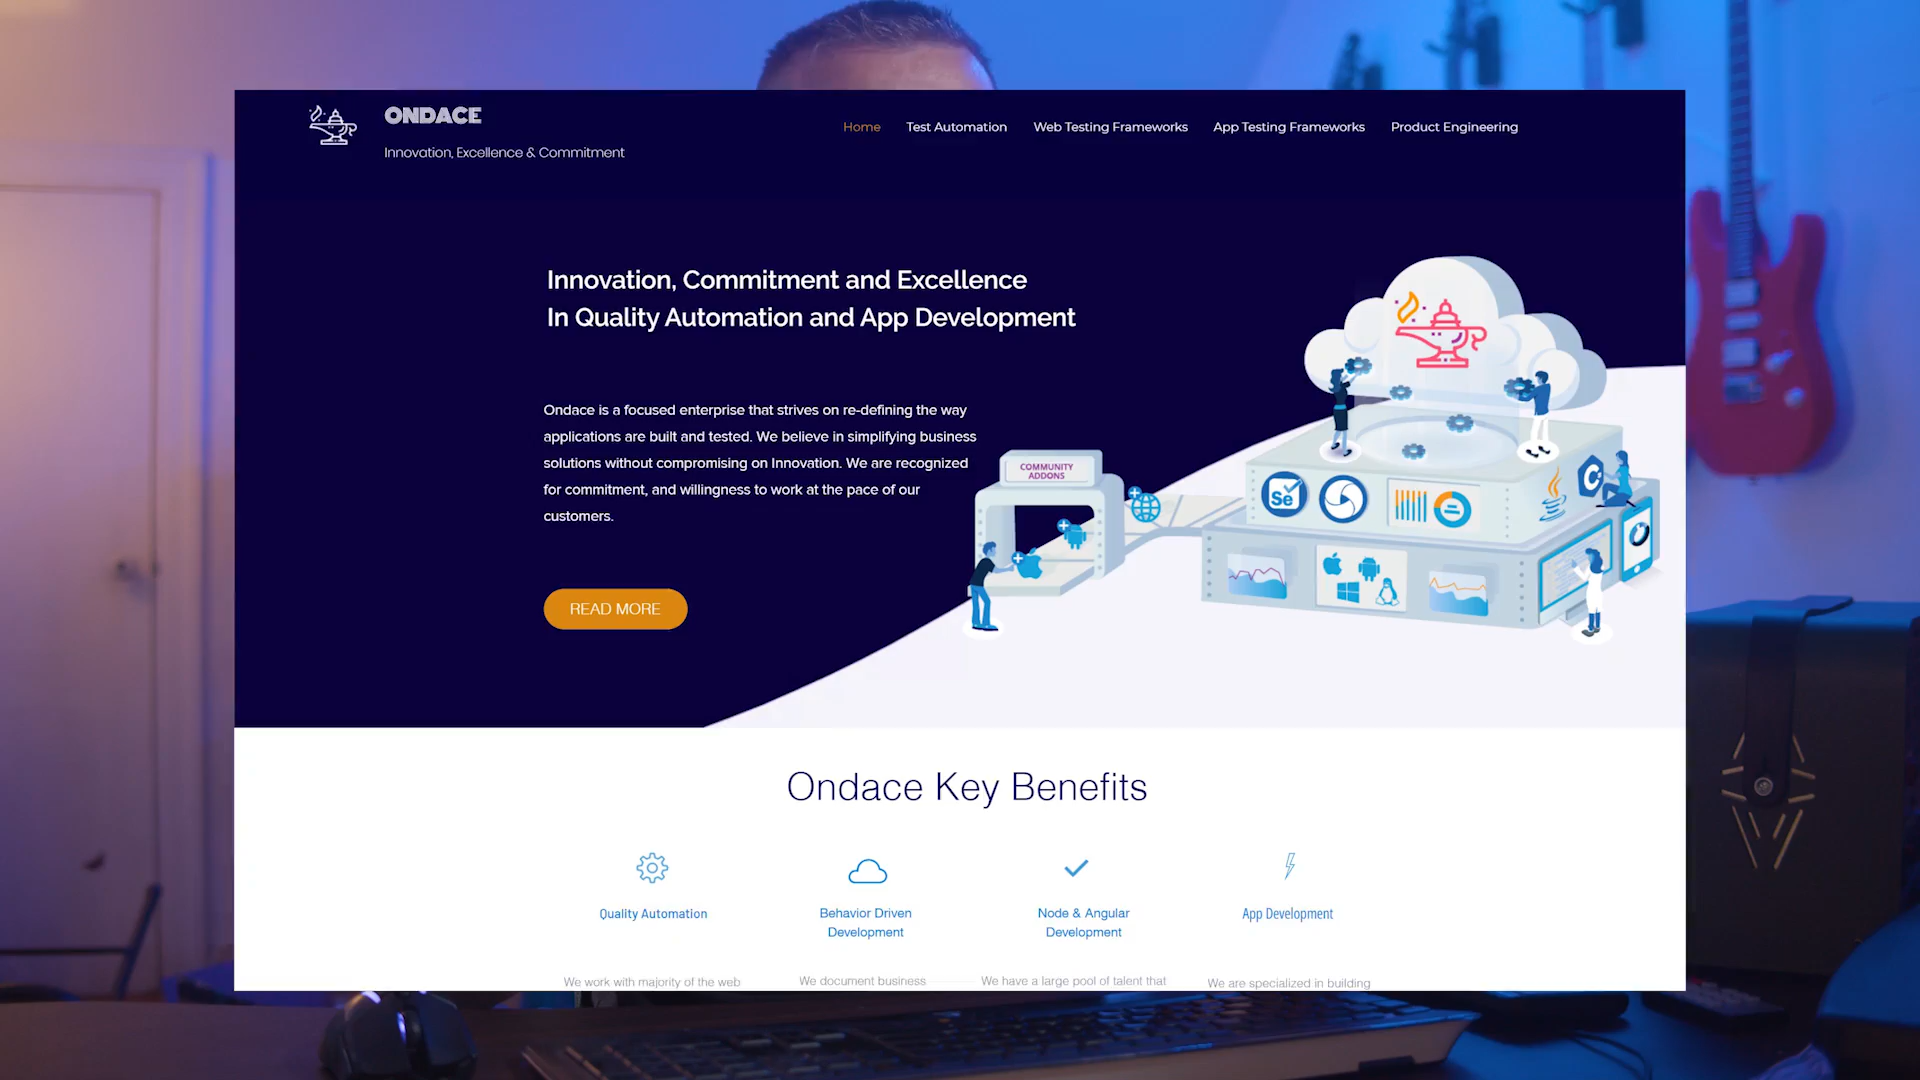 ONDACE
Innovation, Excellence & Commitment
Home Test Automation Web Testing Frameworks App Testing Frameworks Product Engineering
Innovation, Commitment and Excellence
In Quality Automation and App Development
Ondace is a focused enterprise that strives on re-defining the way
applications are built and tested. We believe in simplifying business
solutions without compromising on Innovation. We are recognized
for commitment, and willingness to work at the pace of our
customers.
READ MORE
COMMUNITY
ADDONS
Se
C
Ondace Key Benefits
Quality Automation
Behavior Driven
Development
Node & Angular
Development
App Development
We work with majority of the web
We document business
We have a large pool of talent that
We are specialized in building